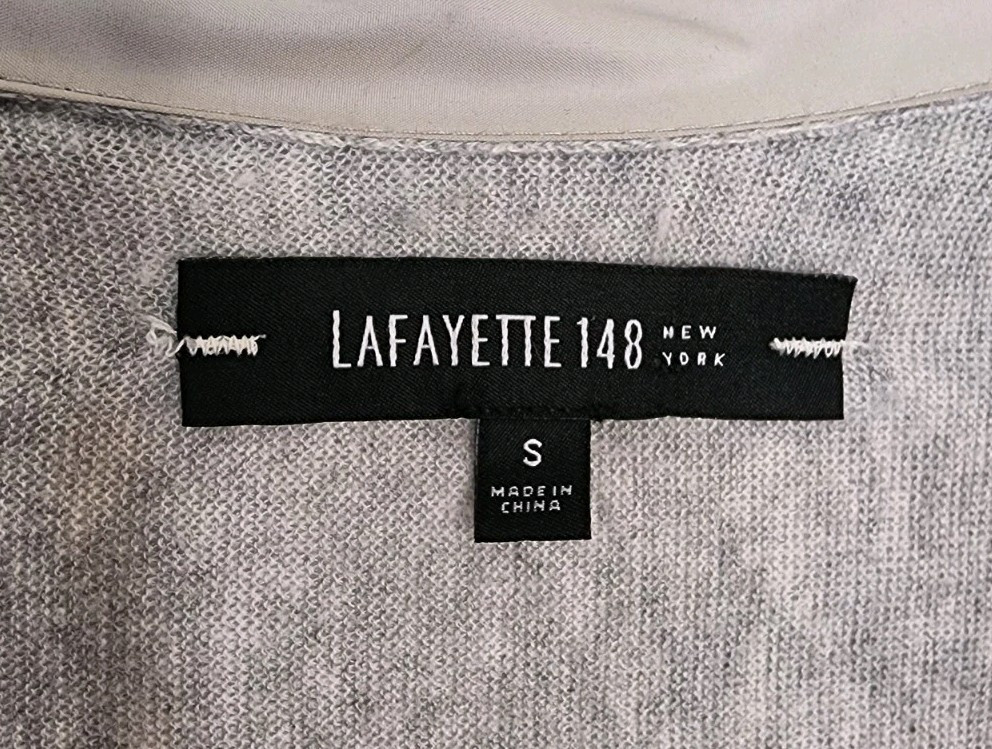 LAFAYETTE 148 NEW YORK
S
MADE IN
CHINA